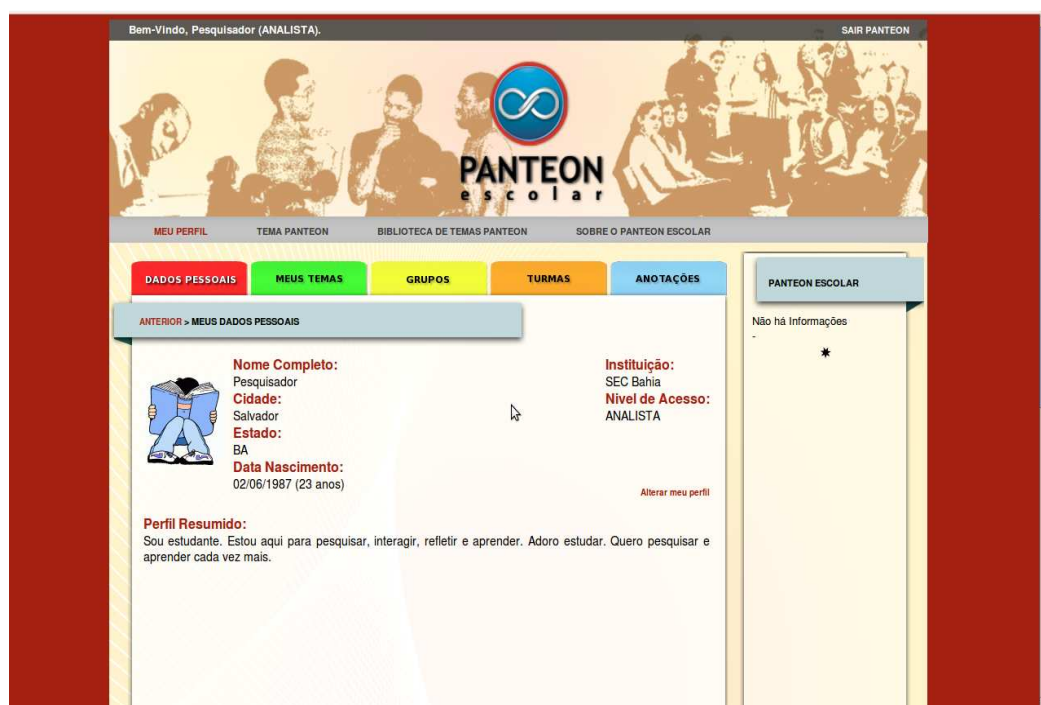 Bem-Vindo, Pesquisador (ANALISTA).
SAIR PANTEON
PANTEON
escolar
MEU PERFIL
TEMA PANTEON
BIBLIOTECA DE TEMAS PANTEON
SOBRE O PANTEON ESCOLAR
DADOS PESSOAIS
MEUS TEMAS
GRUPOS
TURMAS
ANOTAÇÕES
ANTERIOR > MEUS DADOS PESSOAIS
Nome Completo:
Pesquisador
Cidade:
Salvador
Estado:
BA
Data Nascimento:
02/06/1987 (23 anos)
Instituição:
SEC Bahia
Nivel de Acesso:
ANALISTA
Alterar meu perfil
Perfil Resumido:
Sou estudante. Estou aqui para pesquisar, interagir, refletir e aprender. Adoro estudar. Quero pesquisar e
aprender cada vez mais.
PANTEON ESCOLAR
Não há Informações
-